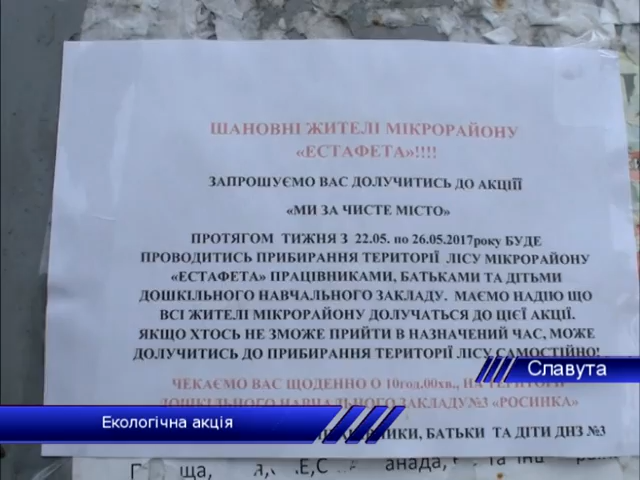 ШАНОВНІ ЖИТЕЛІ МІКРОРАЙОНУ
«ЕСТАФЕТА»!!!!
ЗАПРОШУЄМО ВАС ДОЛУЧИТИСЬ ДО АКЦІЇЇ
«МИ ЗА ЧИСТЕ МІСТО»
ПРОТЯГОМ ТИЖНЯ З 22.05. по 26.05.2017року БУДЕ
ПРОВОДИТИСЬ ПРИБИРАННЯ ТЕРИТОРІЇ ЛІСУ МІКРОРАЙОНУ
«ЕСТАФЕТА» ПРАЦІВНИКАМИ, БАТЬКАМИ ТА ДІТЬМИ
ДОШКІЛЬНОГО НАВЧАЛЬНОГО ЗАКЛАДУ. МАЄМО НАДІЮ ЩО
ВСІ ЖИТЕЛІ МІКРОРАЙОНУ ДОЛУЧАТЬСЯ ДО ЦІЄЇ АКЦІЇ.
ЯКЩО ХТОСЬ НЕ ЗМОЖЕ ПРИЙТИ В НАЗНАЧЕНИЙ ЧАС, МОЖЕ
ДОЛУЧИТИСЬ ДО ПРИБИРАННЯ ТЕРИТОРІЇ ЛІСУ САМОСТІЙНО!
Славута
ЧЕКАЄМО ВАС ЩОДЕННО О 10год.00хв., НА ТЕРИТОРІЇ
ДОШКІЛЬНОГО НАВЧАЛЬНОГО ЗАКЛАДУ№3 «РОСИНКА»
Екологічна акція
БАТЬКИ ТА ДІТИ ДНЗ №3